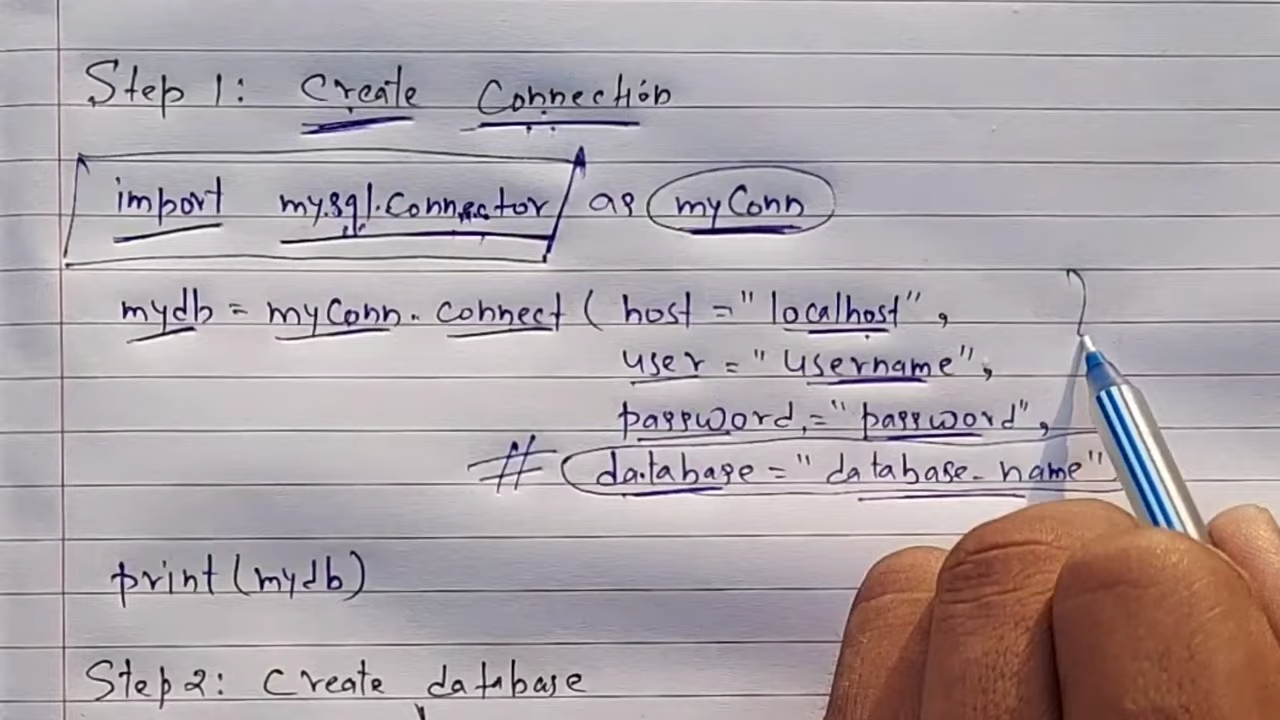 Step 1: Create Connection
import mysql.connector as myConn
mydb = myConn.connect( host = "localhost",
user = "username",
password = "password",
# database = "database_name"
print(mydb)
Step 2: Create database